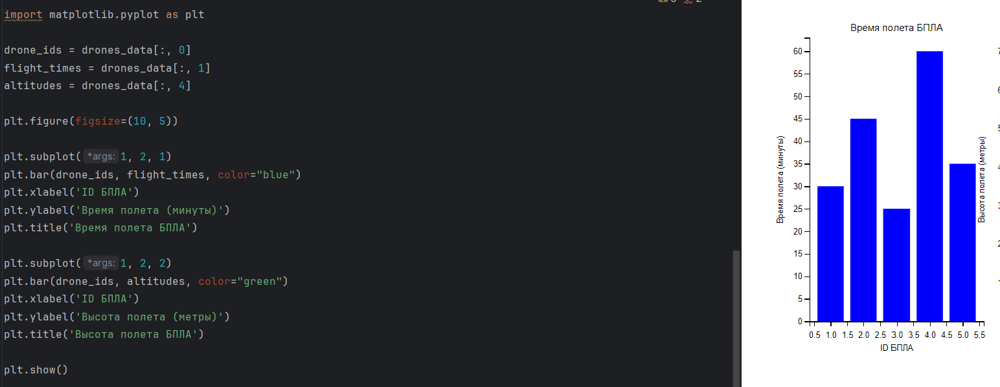 import matplotlib.pyplot as plt
drone_ids = drones_data[:, 0]
flight_times = drones_data[:, 1]
altitudes = drones_data[:, 4]
plt.figure(figsize=(10, 5))
plt.subplot(*args: 1, 2, 1)
plt.bar(drone_ids, flight_times, color="blue")
plt.xlabel('ID БПЛА')
plt.ylabel('Время полета (минуты)')
plt.title('Время полета БПЛА')
plt.subplot(*args: 1, 2, 2)
plt.bar(drone_ids, altitudes, color="green")
plt.xlabel('ID БПЛА')
plt.ylabel('Высота полета (метры)')
plt.title('Высота полета БПЛА')
plt.show()
Время полета БПЛА
Время полета (минуты)
60
55
50
45
40
35
30
25
20
15
10
5
0
0.5 1.0 1.5 2.0 2.5 3.0 3.5 4.0 4.5 5.0 5.5
ID БПЛА
Высота полета (метры)